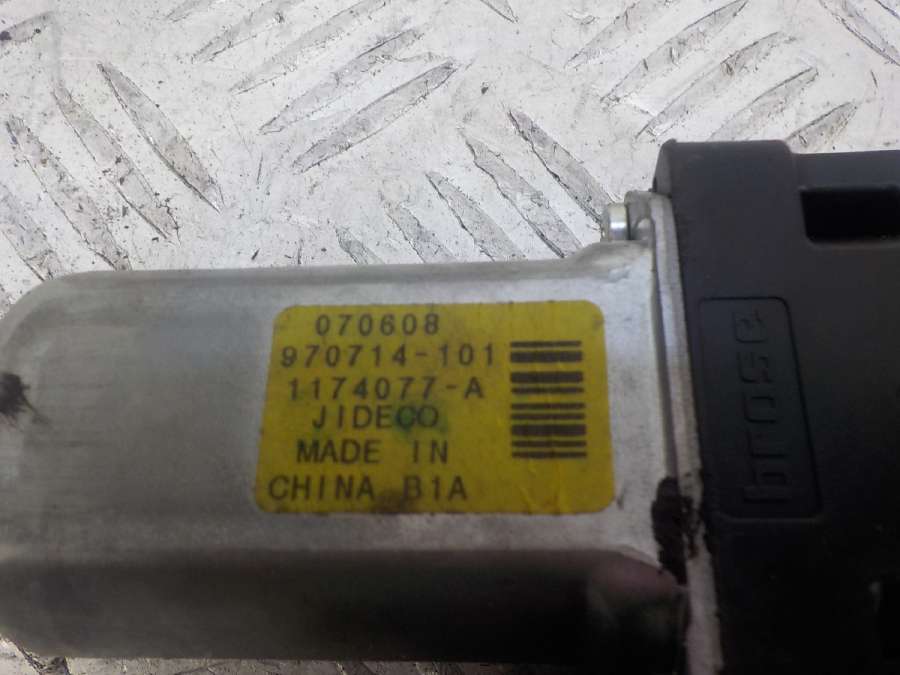 070608
970714-101
1174077-A
JIDECO
MADE IN
CHINA B1A
brose